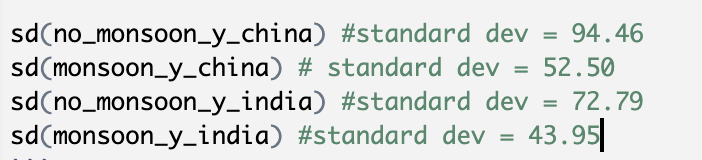 sd(no_monsoon_y_china) #standard dev = 94.46
sd(monsoon_y_china) # standard dev = 52.50
sd(no_monsoon_y_india) #standard dev = 72.79
sd(monsoon_y_india) #standard dev = 43.95